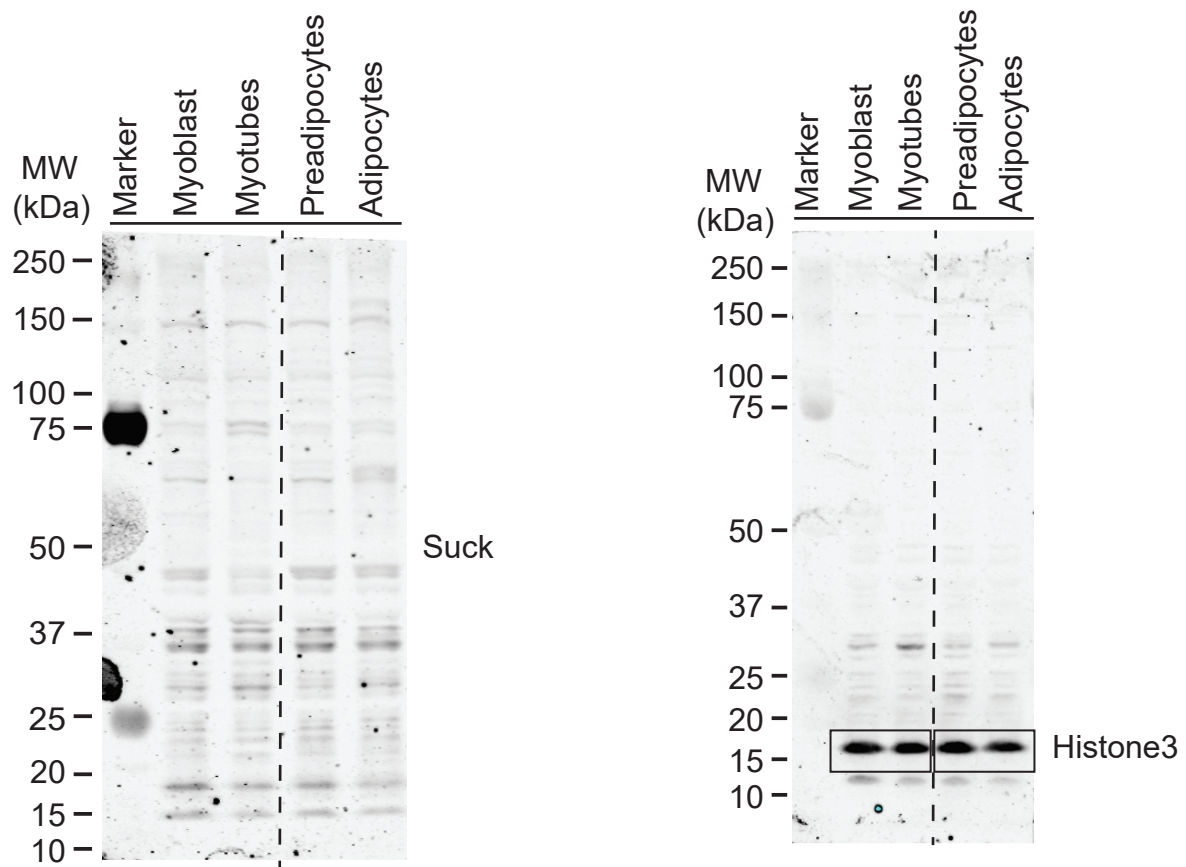 MW
(kDa)
Marker
Myoblast
Myotubes
Preadipocytes
Adipocytes
250
150
100
75
50
37
25
20
15
10
Suck
MW
(kDa)
Marker
Myoblast
Myotubes
Preadipocytes
Adipocytes
250
150
100
75
50
37
25
20
15
10
Histone3